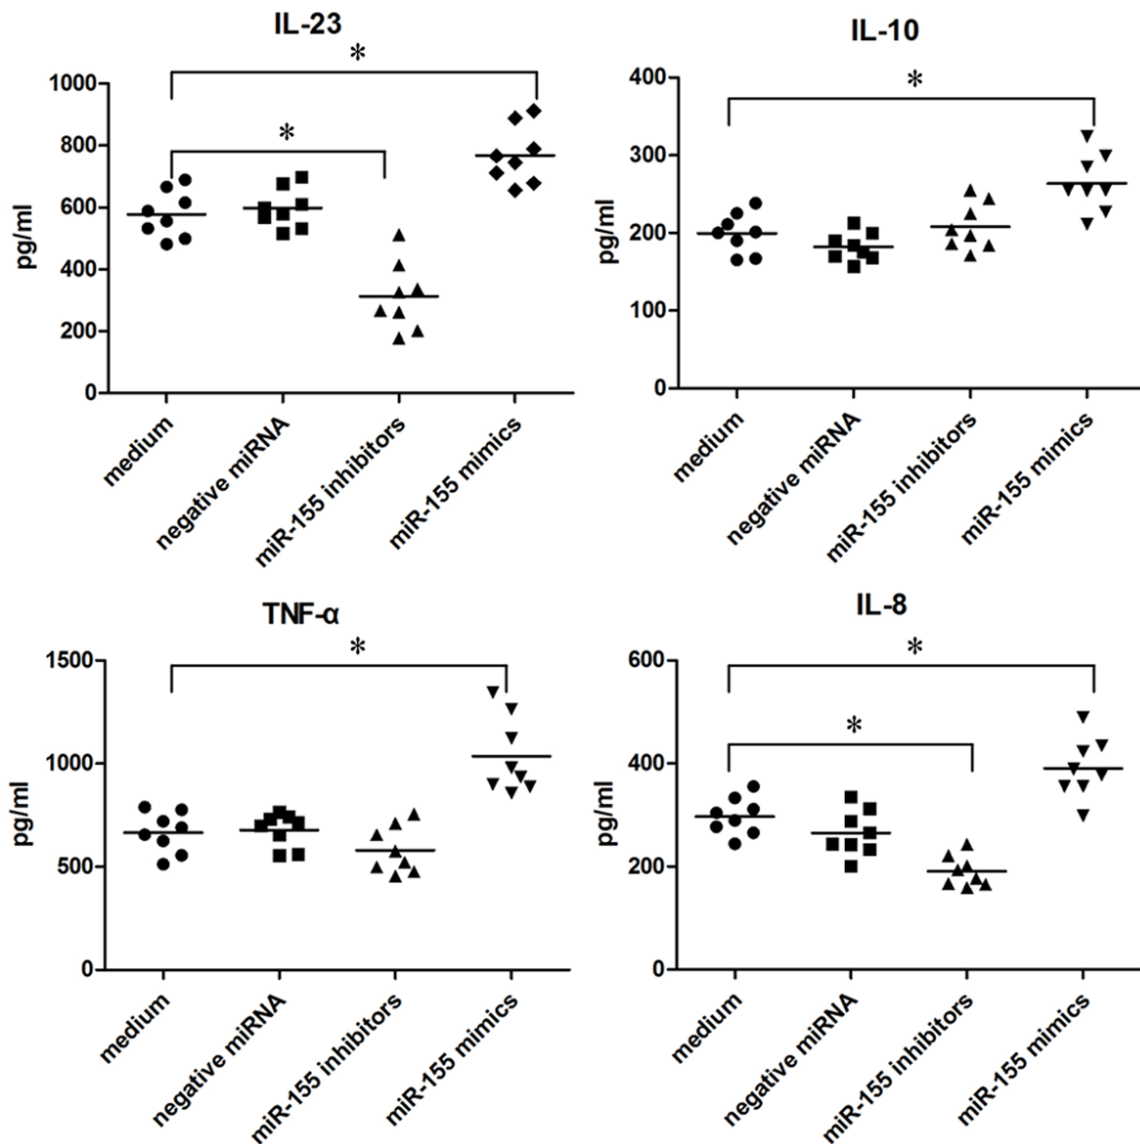 IL-23
*
*
1000
800
600
400
200
0
pg/ml
medium
negative miRNA
miR-155 inhibitors
miR-155 mimics
IL-10
*
400
300
200
100
0
pg/ml
medium
negative miRNA
miR-155 inhibitors
miR-155 mimics
TNF-α
*
1500
1000
500
0
pg/ml
medium
negative miRNA
miR-155 inhibitors
miR-155 mimics
IL-8
*
*
600
400
200
0
pg/ml
medium
negative miRNA
miR-155 inhibitors
miR-155 mimics